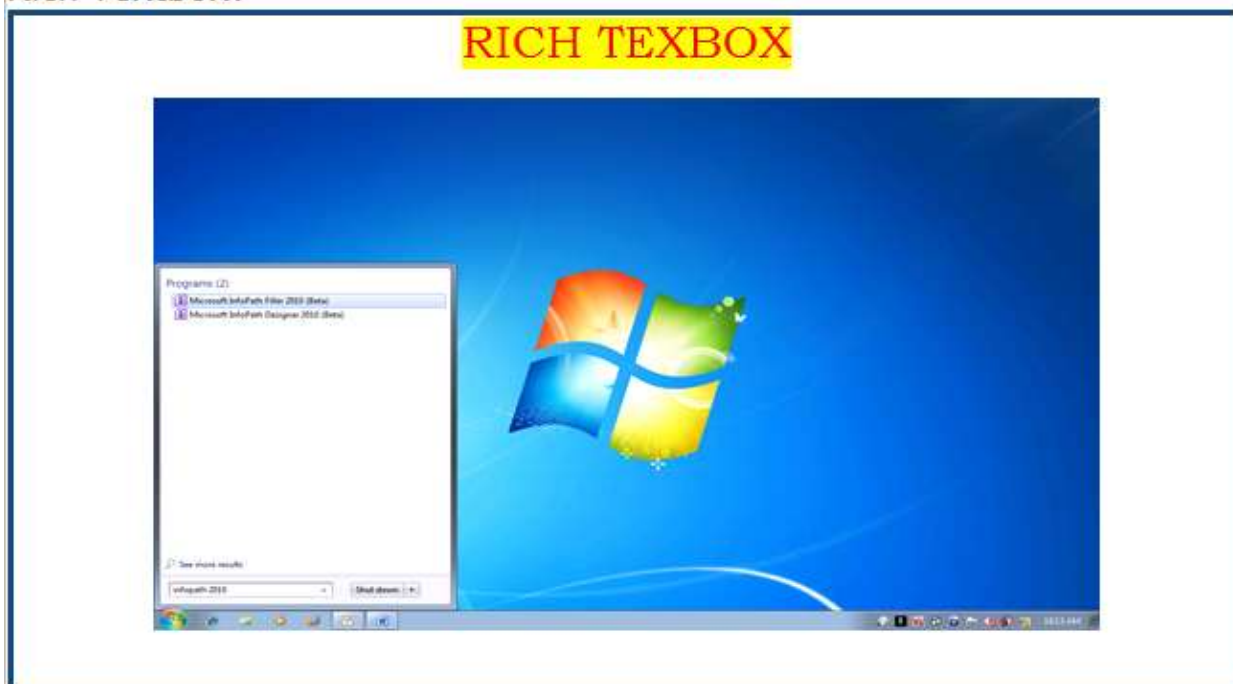 RICH TEXBOX
Programs (2)
Microsoft InfoPath Filler 2010 (Beta)
Microsoft InfoPath Designer 2010 (Beta)
See more results
infopath 2010
Shut down